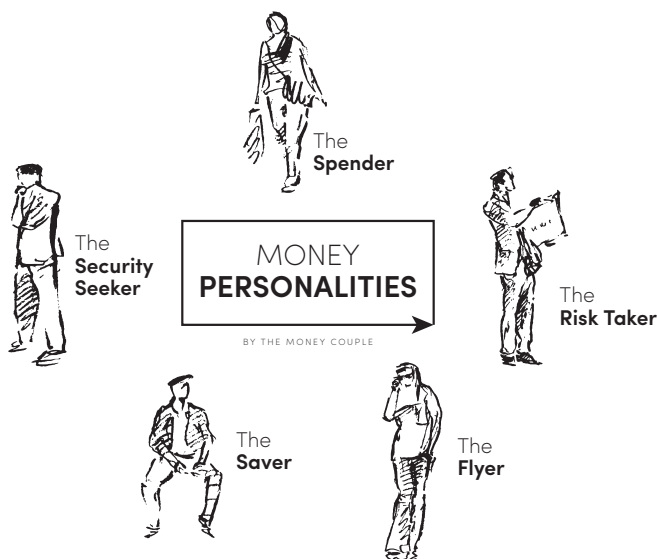 The
Spender
The
Security
Seeker
MONEY
PERSONALITIES
BY THE MONEY COUPLE
The
Risk Taker
The
Saver
The
Flyer